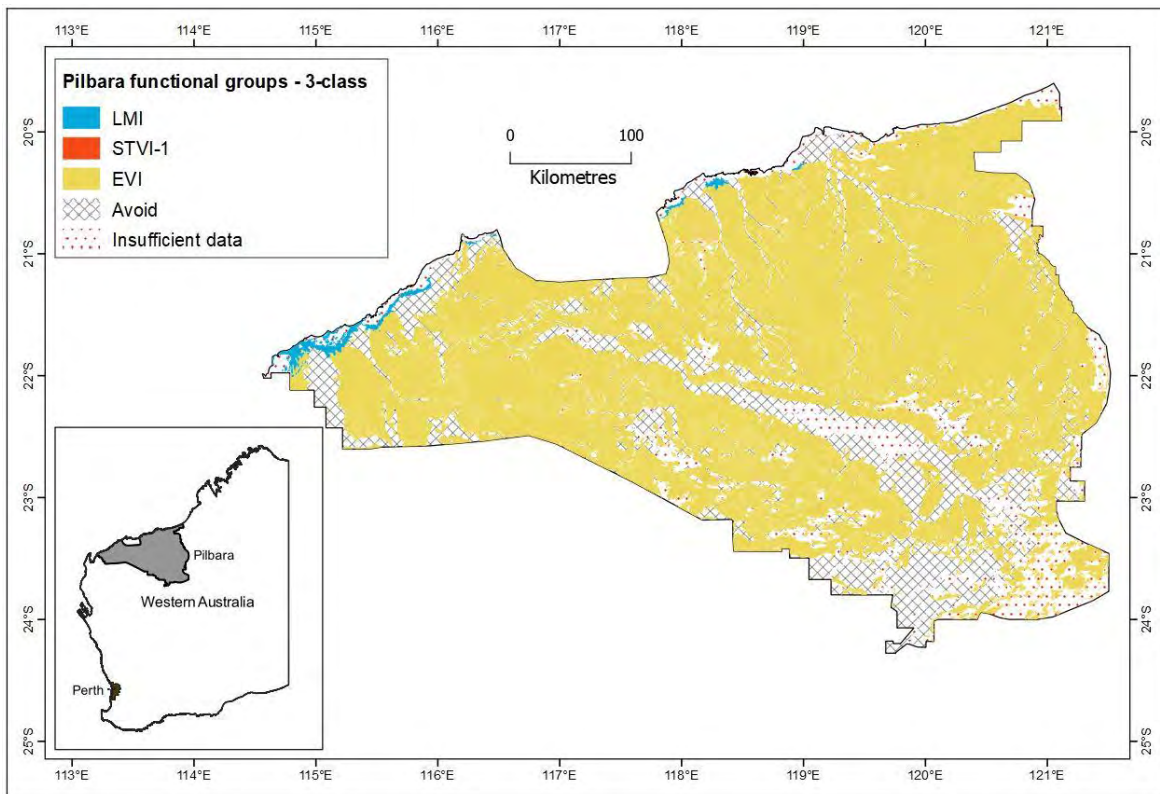 113°E 114°E 115°E 116°E 117°E 118°E 119°E 120°E 121°E
Pilbara functional groups - 3-class
LMI
STVI-1
EVI
Avoid
Insufficient data
0 100
Kilometres
20°S 20°S
21°S 21°S
22°S 22°S
23°S 23°S
24°S 24°S
25°S 25°S
Pilbara
Western Australia
Perth
113°E 114°E 115°E 116°E 117°E 118°E 119°E 120°E 121°E